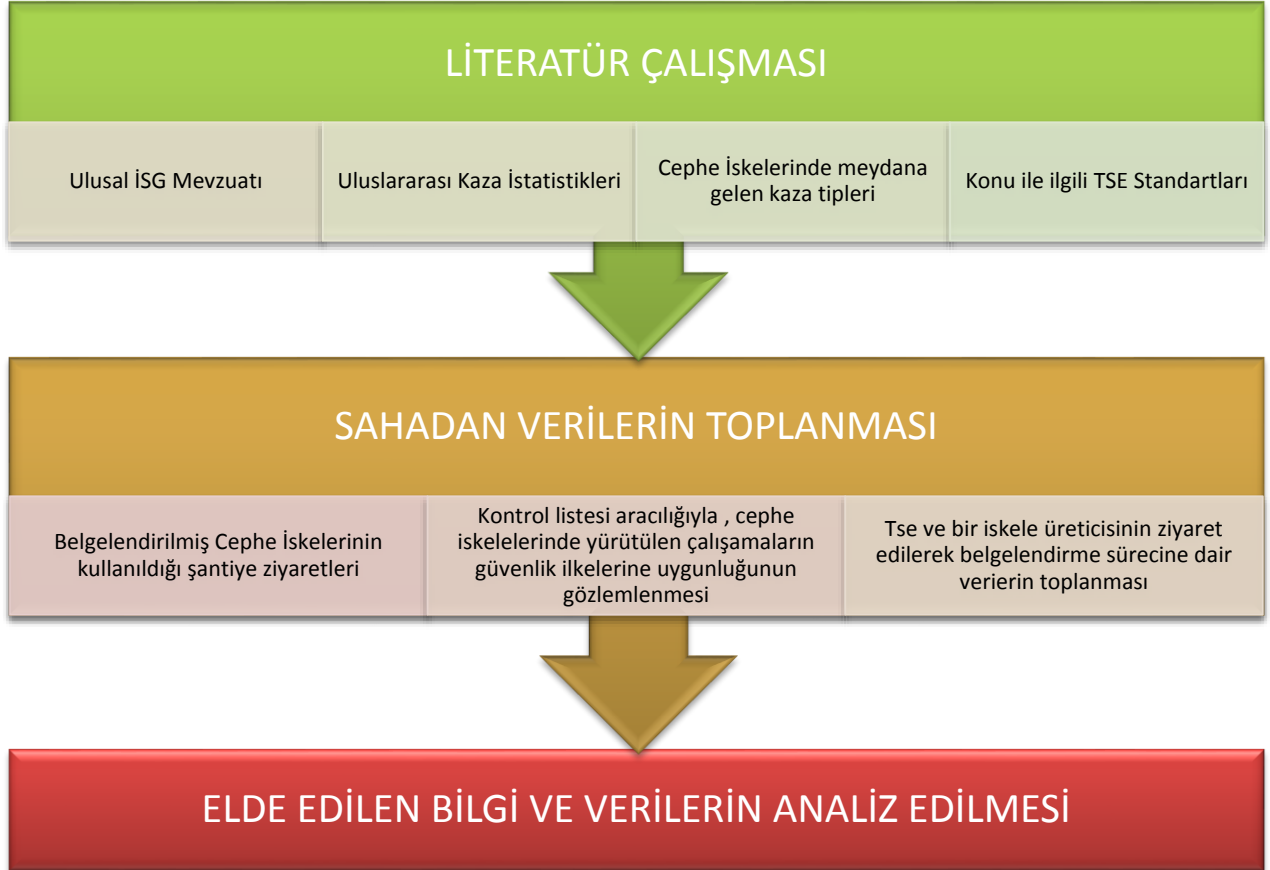 LİTERATÜR ÇALIŞMASI
Ulusal İSG Mevzuatı
Uluslararası Kaza İstatistikleri
Cephe İskelerinde meydana
gelen kaza tipleri
Konu ile ilgili TSE Standartları
SAHADAN VERİLERİN TOPLANMASI
Belgelendirilmiş Cephe İskelerinin
kullanıldığı şantiye ziyaretleri
Kontrol listesi aracılığıyla , cephe
iskelelerinde yürütülen çalışamaların
güvenlik ilkelerine uygunluğunun
gözlemlenmesi
Tse ve bir iskele üreticisinin ziyaret
edilerek belgelendirme sürecine dair
verierin toplanması
ELDE EDİLEN BİLGİ VE VERİLERİN ANALİZ EDİLMESİ